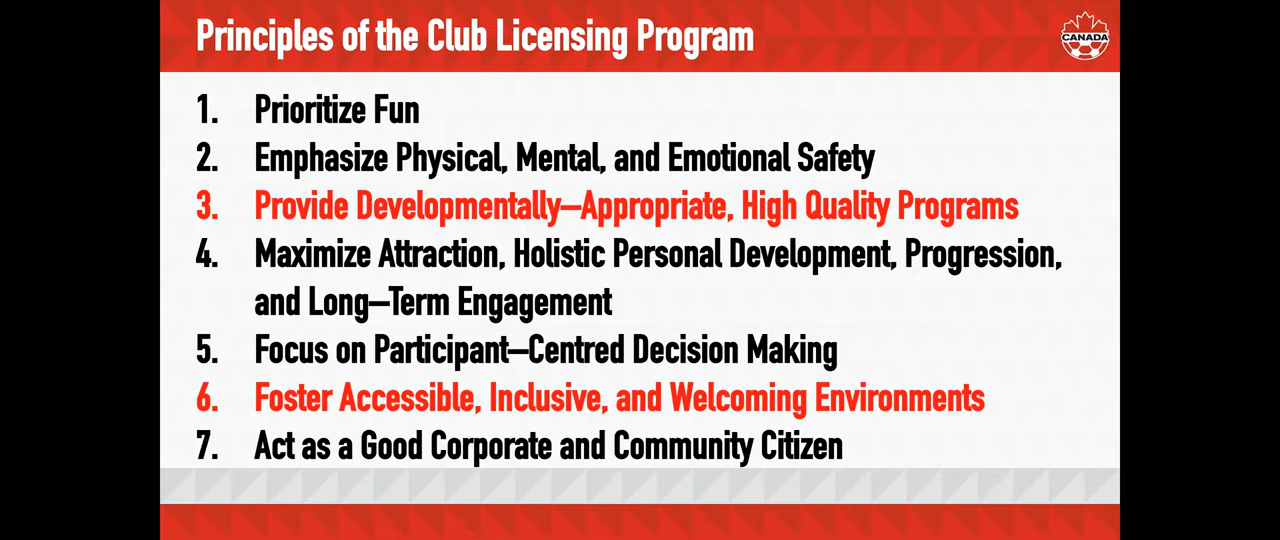 Principles of the Club Licensing Program
CANADA
1. Prioritize Fun
2. Emphasize Physical, Mental, and Emotional Safety
3. Provide Developmentally–Appropriate, High Quality Programs
4. Maximize Attraction, Holistic Personal Development, Progression,
and Long–Term Engagement
5. Focus on Participant–Centred Decision Making
6. Foster Accessible, Inclusive, and Welcoming Environments
7. Act as a Good Corporate and Community Citizen